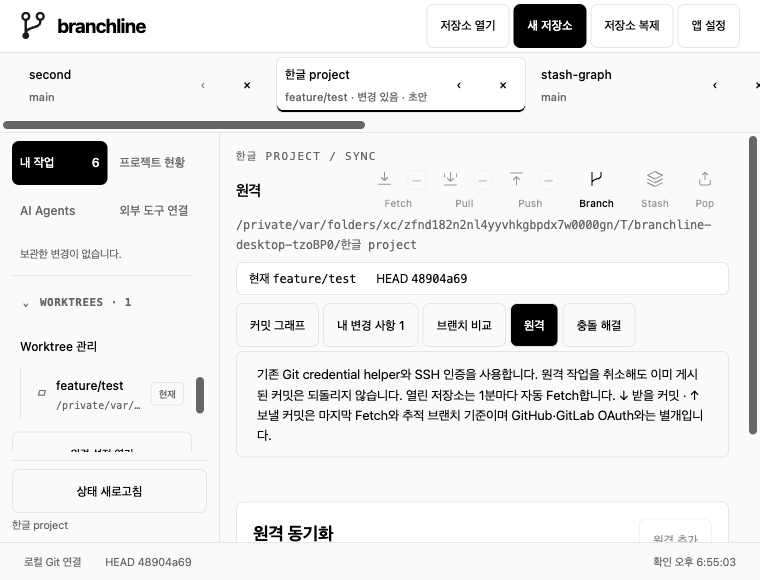 branchline
저장소 열기
새 저장소
저장소 복제
앱 설정
second
main
한글 project
feature/test · 변경 있음 · 초안
stash-graph
main
내 작업 6
프로젝트 현황
AI Agents
외부 도구 연결
보관한 변경이 없습니다.
WORKTREES · 1
Worktree 관리
feature/test
/private/var/…
현재
상태 새로고침
한글 project
한글 PROJECT / SYNC
원격
Fetch
Pull
Push
Branch
Stash
Pop
/private/var/folders/xc/zfnd182n2nl4yyvhkgbpdx7w0000gn/T/branchline-
desktop-tzoBP0/한글 project
현재 feature/test HEAD 48904a69
커밋 그래프
내 변경 사항 1
브랜치 비교
원격
충돌 해결
기존 Git credential helper와 SSH 인증을 사용합니다. 원격 작업을 취소해도 이미 게시
된 커밋은 되돌리지 않습니다. 열린 저장소는 1분마다 자동 Fetch합니다. ↓ 받을 커밋 · ↑
보낼 커밋은 마지막 Fetch와 추적 브랜치 기준이며 GitHub·GitLab OAuth와는 별개입니
다.
원격 동기화
원격 추가
로컬 Git 연결
HEAD 48904a69
확인 오후 6:55:03